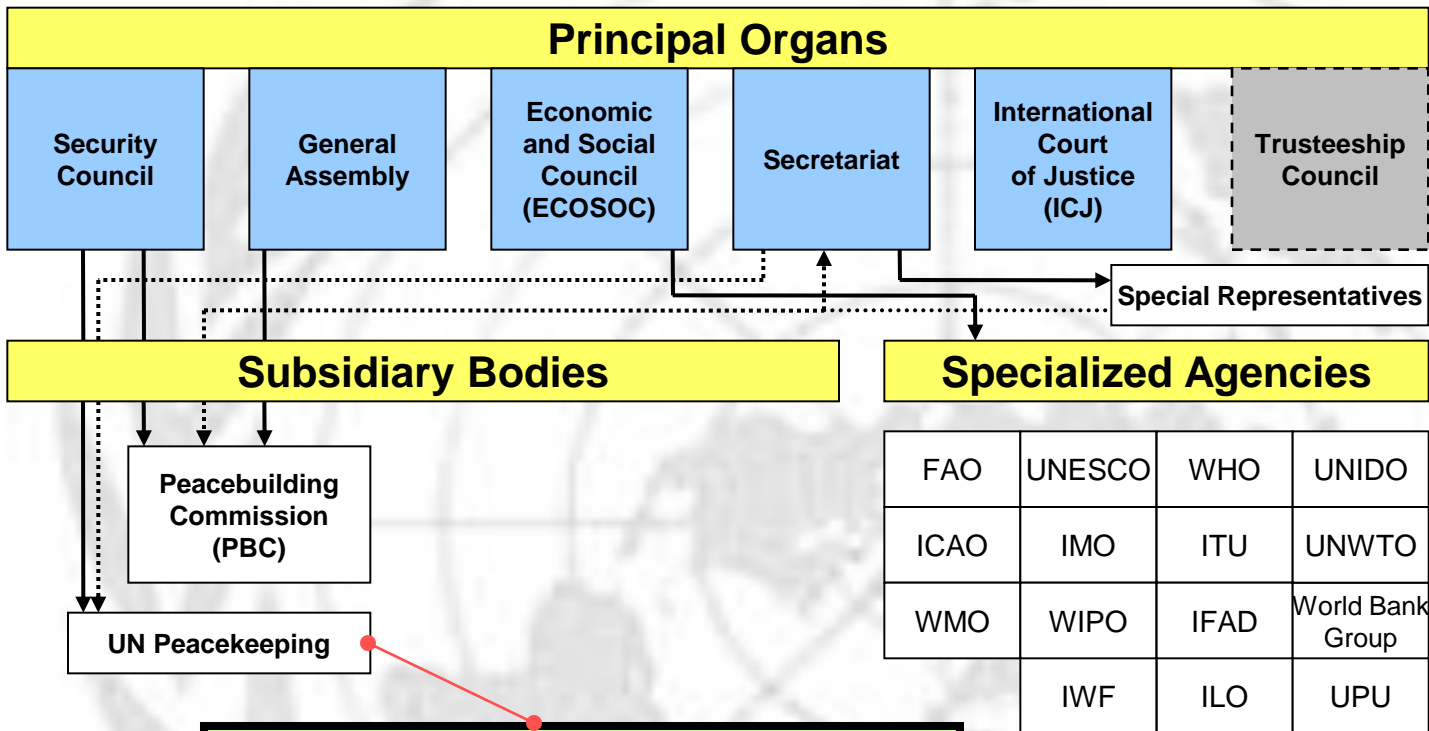 Principal Organs
Security
Council
General
Assembly
Economic
and Social
Council
(ECOSOC)
Secretariat
International
Court
of Justice
(ICJ)
Trusteeship
Council
Special Representatives
Subsidiary Bodies
Specialized Agencies
Peacebuilding
Commission
(PBC)
UN Peacekeeping
FAO UNESCO WHO UNIDO
ICAO IMO ITU UNWTO
WMO WIPO IFAD World Bank
Group
IWF ILO UPU